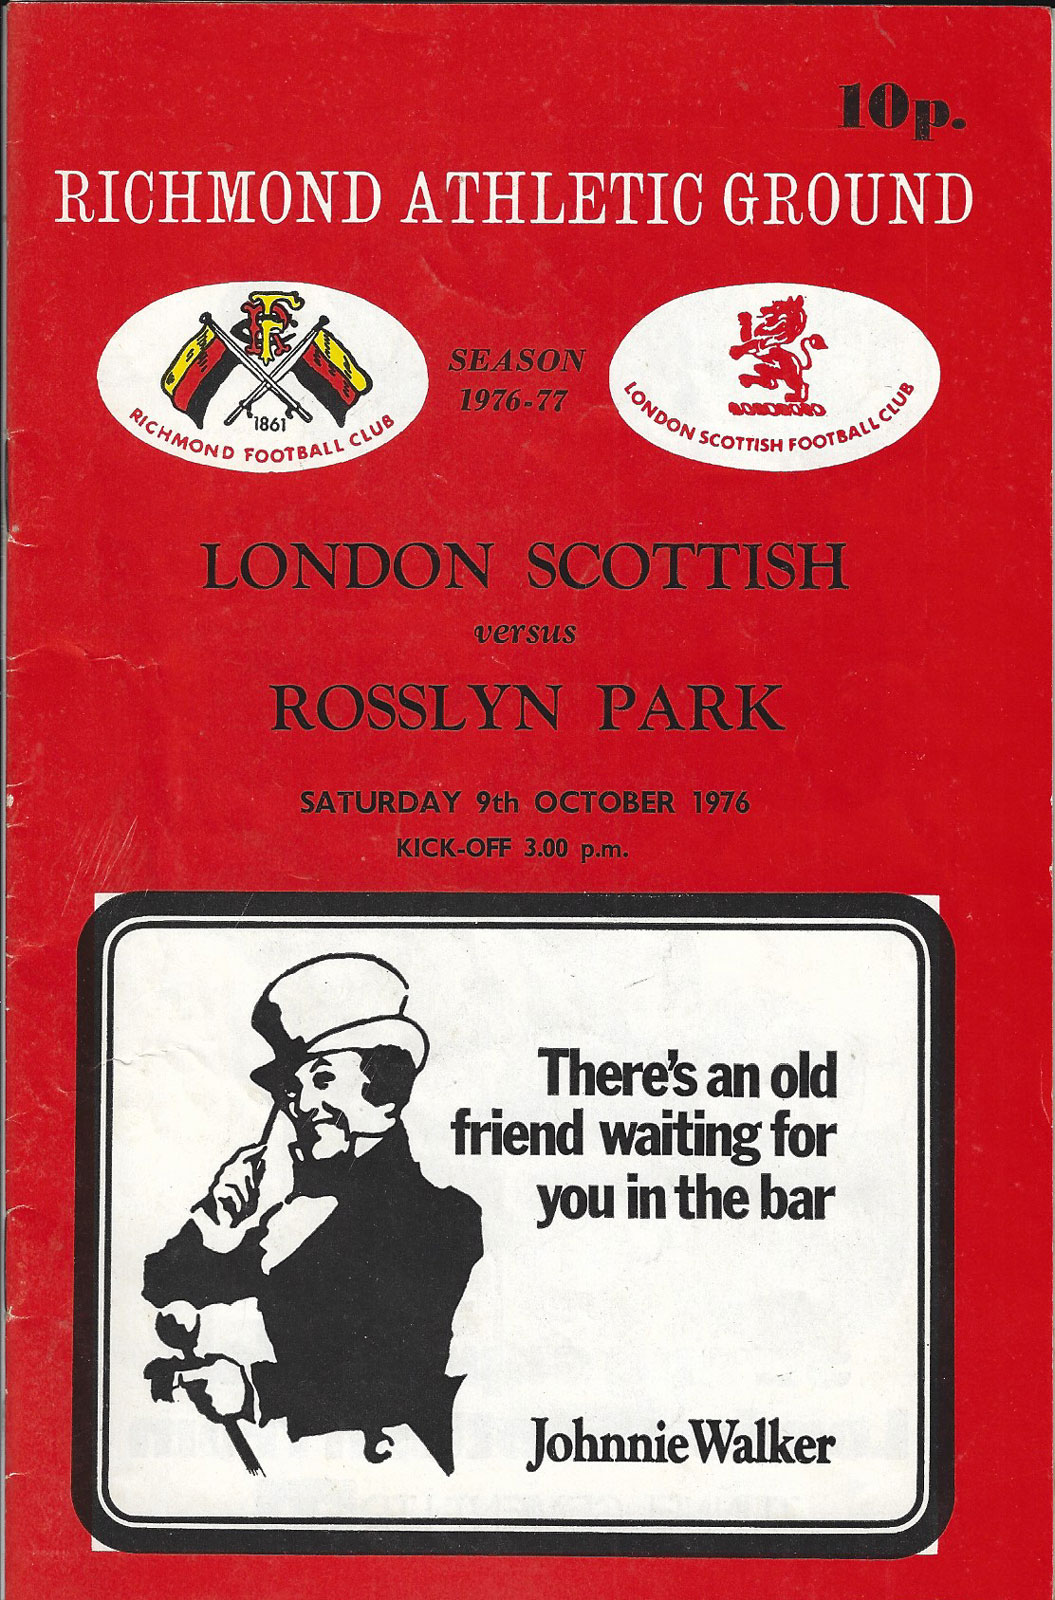 10p.
RICHMOND ATHLETIC GROUND
FRC
1861
RICHMOND FOOTBALL CLUB
SEASON
1976-77
LONDON SCOTTISH FOOTBALL CLUB
LONDON SCOTTISH
versus
ROSSLYN PARK
SATURDAY 9th OCTOBER 1976
KICK-OFF 3.00 p.m.
There's an old
friend waiting for
you in the bar
Johnnie Walker